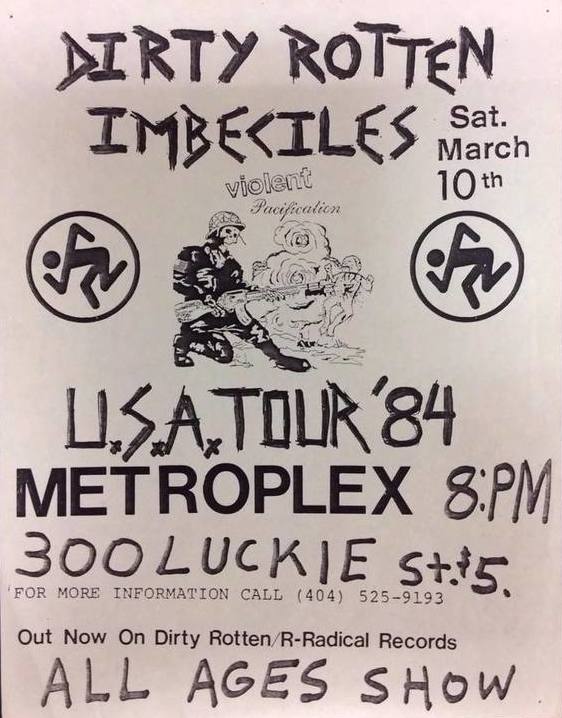 DIRTY ROTTEN
IMBECILES
Sat.
March
10th
violent
Pacification
U.S.A. TOUR '84
METROPLEX 8:PM
300 LUCKIE St. $5.
FOR MORE INFORMATION CALL (404) 525-9193
Out Now On Dirty Rotten/R-Radical Records
ALL AGES SHOW